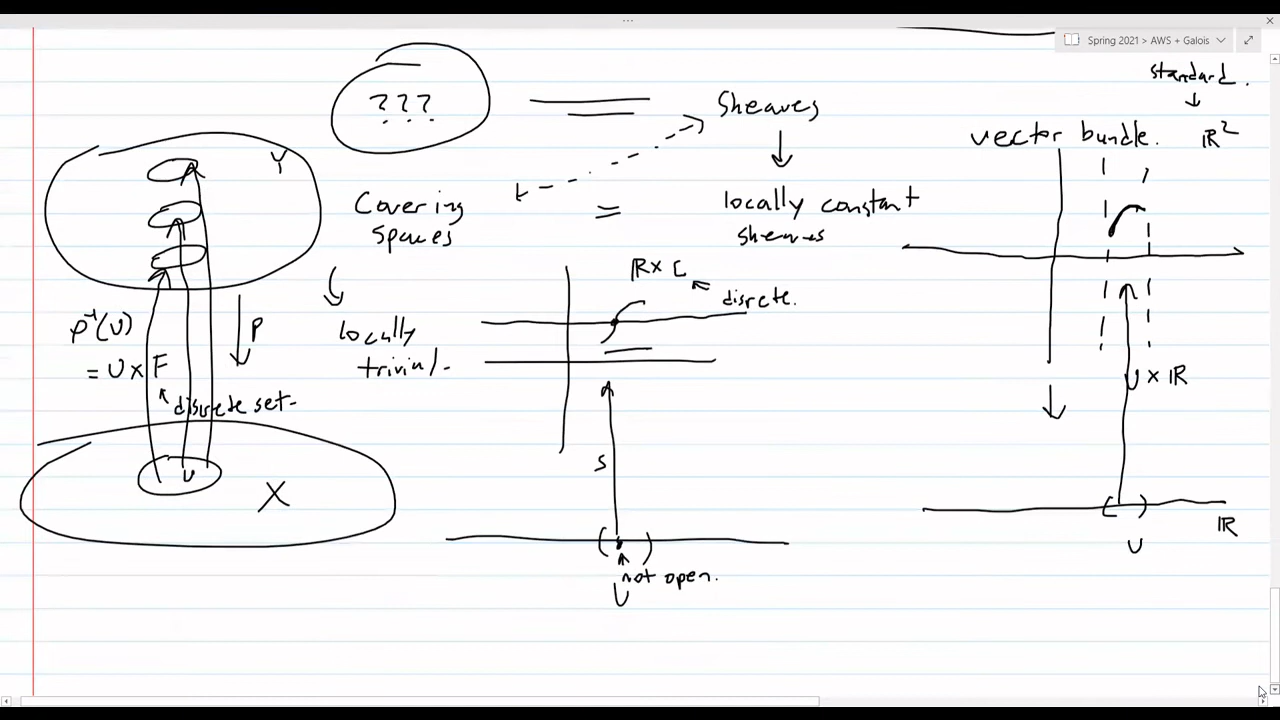 Spring 2021 > AWS + Galois
standard.
???
Sheaves
vector bundle.
ℝ²
Y
Covering
spaces
=
locally constant
sheaves
ℝ×
discrete.
p⁻¹(U)
= U × F
discrete set.
p
locally
trivial.
U × ℝ
s
U
X
ℝ
U
not open.
U